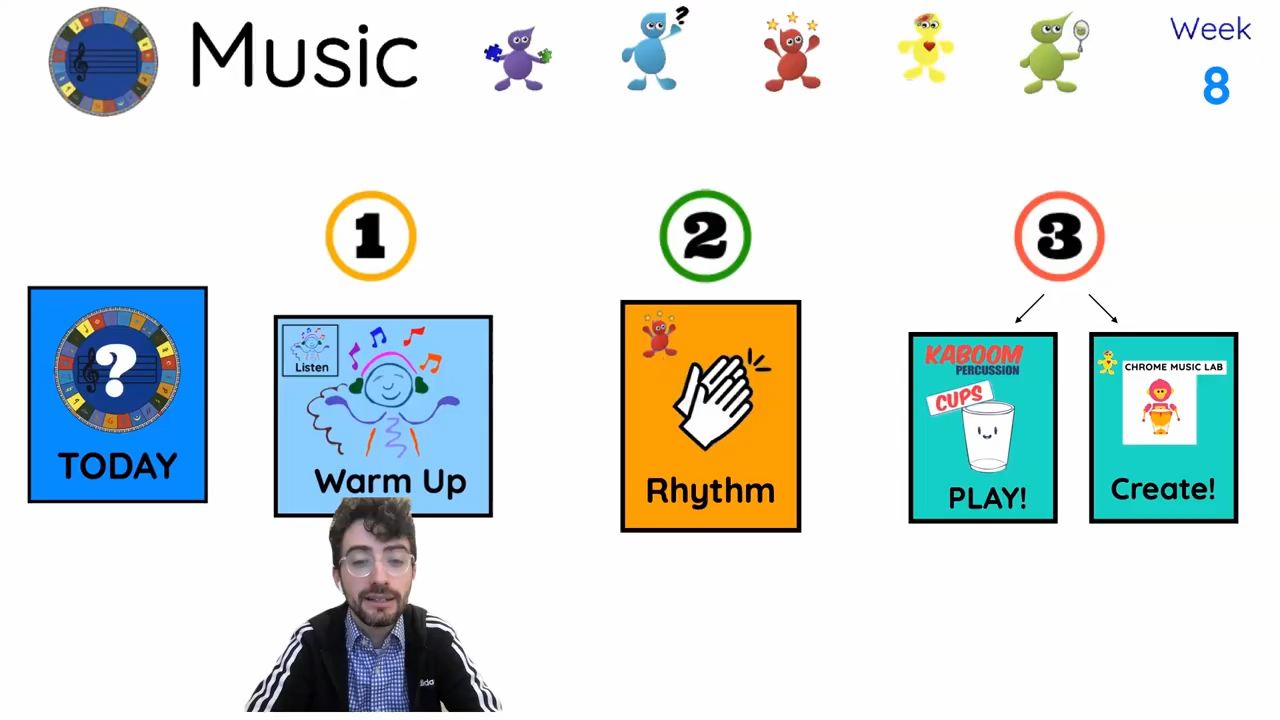 Music
?
Week
8
1
2
3
?
TODAY
Listen
Warm Up
Rhythm
KABOOM
PERCUSSION
CUPS
PLAY!
CHROME MUSIC LAB
Create!